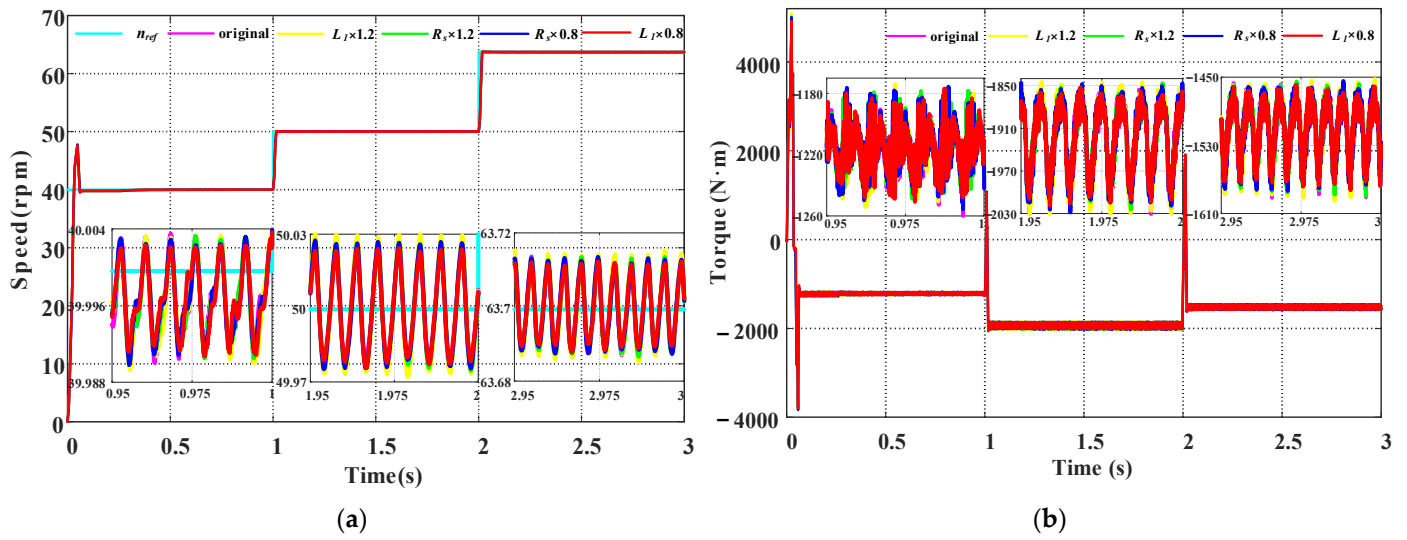 n_ref original L_1×1.2 R_s×1.2 R_s×0.8 L_1×0.8
70
60
50
40
30
20
10
0
Speed(rpm)
40.004
39.996
39.988
0.95 0.975 1
50.03
50
49.97
1.95 1.975 2
63.72
63.7
63.68
2.95 2.975 3
0 0.5 1 1.5 2 2.5 3
Time(s)
(a)
original L_1×1.2 R_s×1.2 R_s×0.8 L_1×0.8
4000
2000
0
−2000
−4000
Torque (N·m)
−1180
−1220
−1260
0.95 0.975 1
−1850
−1910
−1970
−2030
1.95 1.975 2
−1450
−1530
−1610
2.95 2.975 3
0 0.5 1 1.5 2 2.5 3
Time (s)
(b)